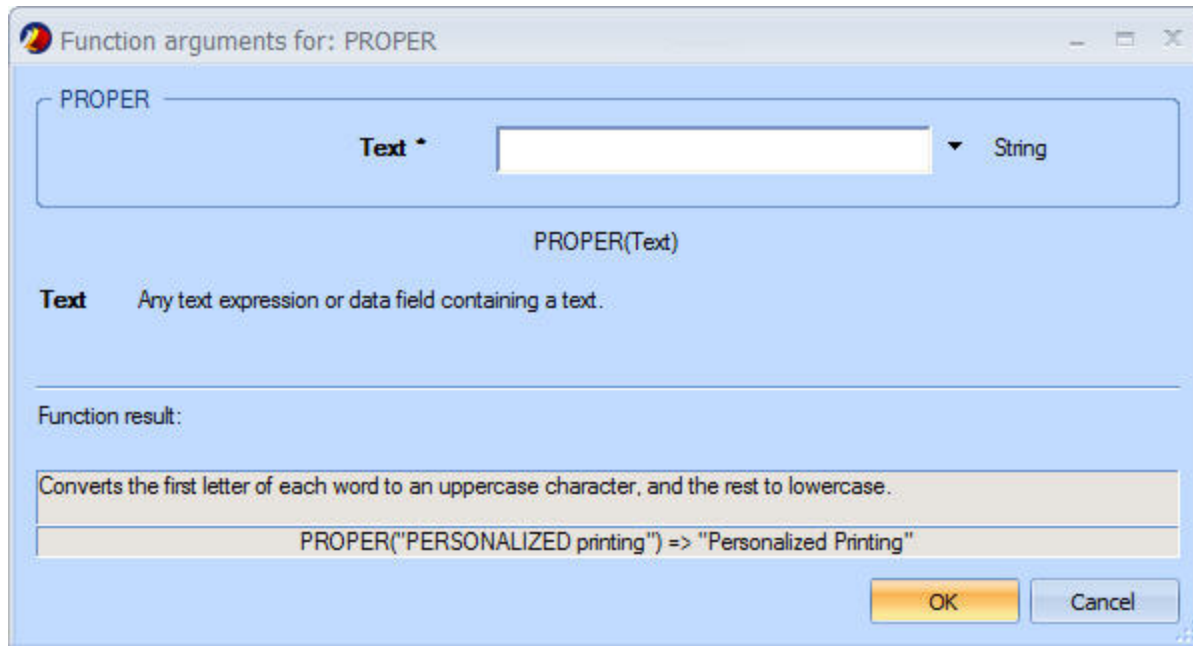 Function arguments for: PROPER
PROPER
Text * String
PROPER(Text)
Text Any text expression or data field containing a text.
Function result:
Converts the first letter of each word to an uppercase character, and the rest to lowercase.
PROPER("PERSONALIZED printing") => "Personalized Printing"
OK Cancel